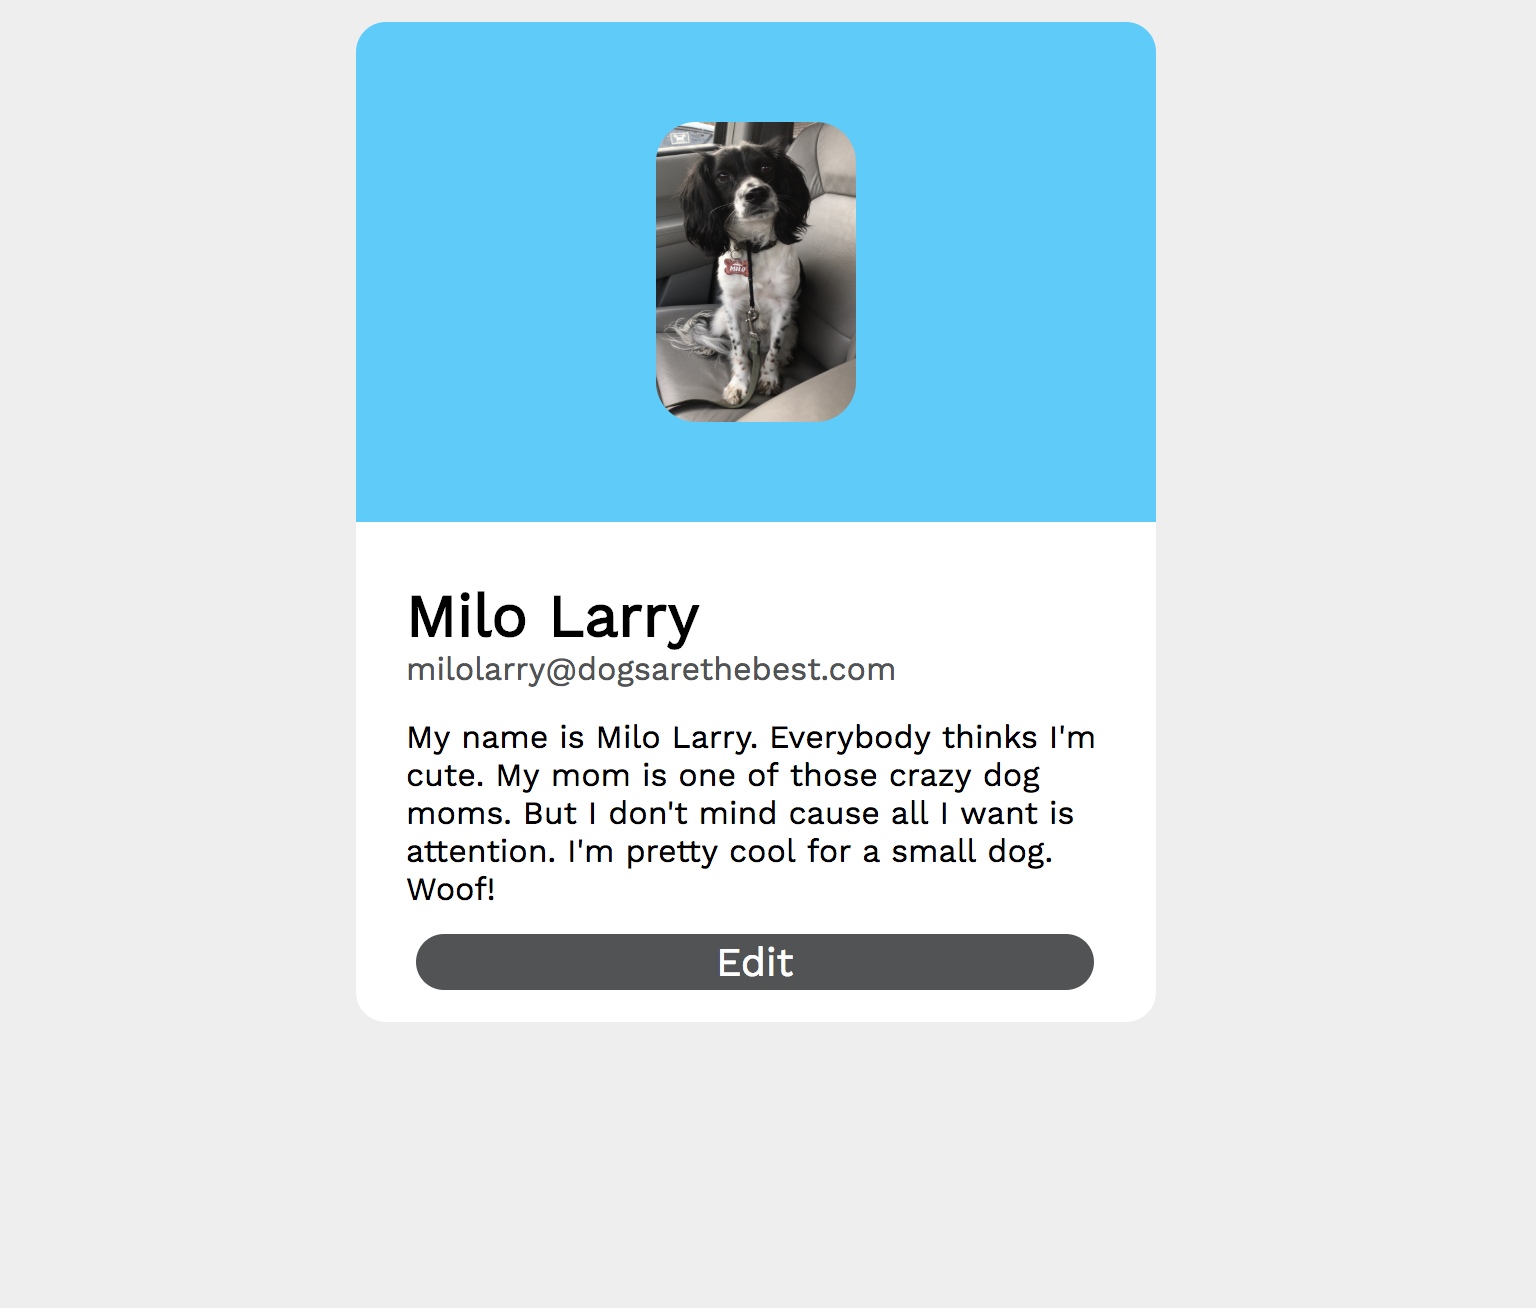 MILO
Milo Larry
milolarry@dogsarethebest.com
My name is Milo Larry. Everybody thinks I'm
cute. My mom is one of those crazy dog
moms. But I don't mind cause all I want is
attention. I'm pretty cool for a small dog.
Woof!
Edit